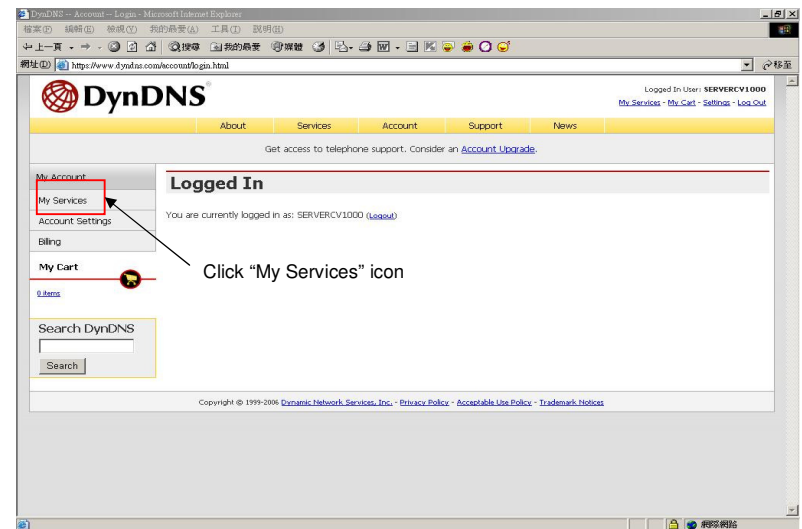 DynDNS -- Account -- Login - Microsoft Internet Explorer
檔案(F) 編輯(E) 檢視(V) 我的最愛(A) 工具(T) 說明(H)
上一頁 搜尋 我的最愛 媒體
網址(D) https://www.dyndns.com/account/login.html 移至
DynDNS®
Logged In User: SERVERCV1000
My Services - My Cart - Settings - Log Out
About Services Account Support News
Get access to telephone support. Consider an Account Upgrade.
My Account
My Services
Account Settings
Billing
My Cart
0 items
Search DynDNS
Search
Logged In
You are currently logged in as: SERVERCV1000 (Logout)
Click “My Services” icon
Copyright © 1999-2006 Dynamic Network Services, Inc. - Privacy Policy - Acceptable Use Policy - Trademark Notices
網際網路